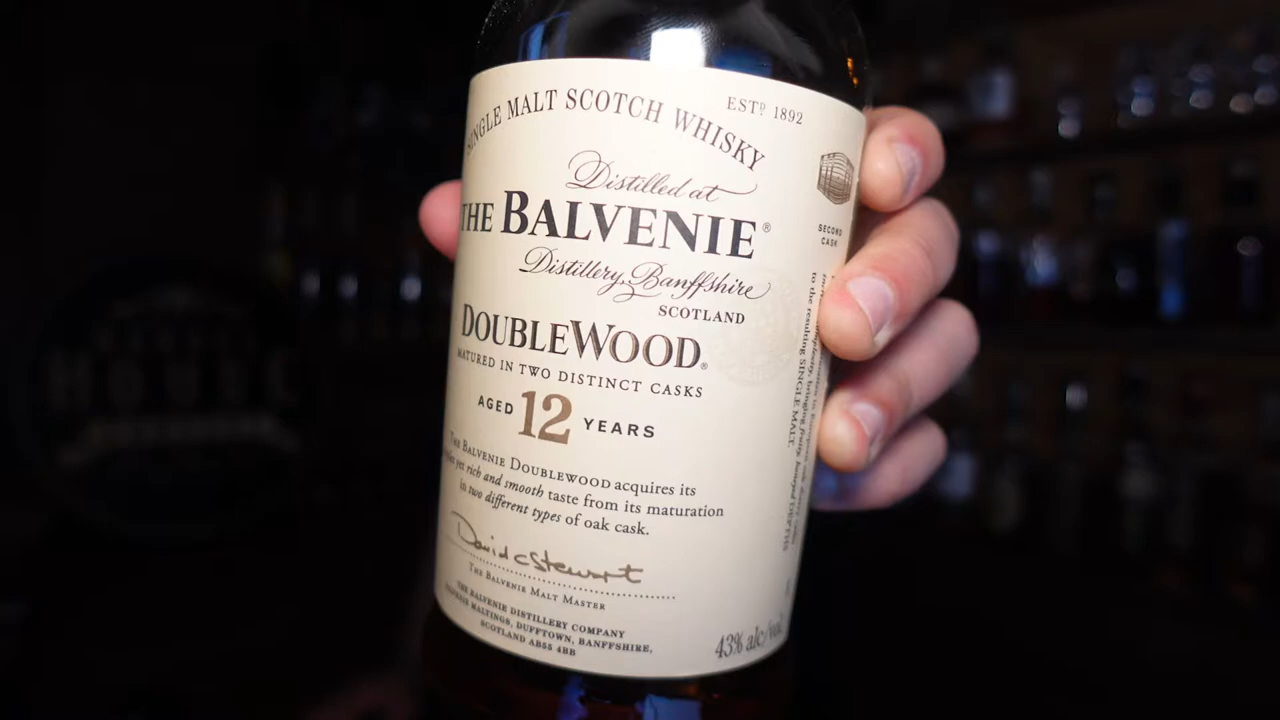 SINGLE MALT SCOTCH WHISKY
ESTD 1892
Distilled at
THE BALVENIE®
Distillery, Banffshire
SCOTLAND
DOUBLEWOOD®
MATURED IN TWO DISTINCT CASKS
AGED 12 YEARS
THE BALVENIE DOUBLEWOOD acquires its
yet rich and smooth taste from its maturation
in two different types of oak cask.
David C Stewart
THE BALVENIE MALT MASTER
THE BALVENIE DISTILLERY COMPANY
MALTINGS, DUFFTOWN, BANFFSHIRE,
SCOTLAND AB55 4BB
43% alc/vol
SECOND
CASK
to the resulting SINGLE MALT.